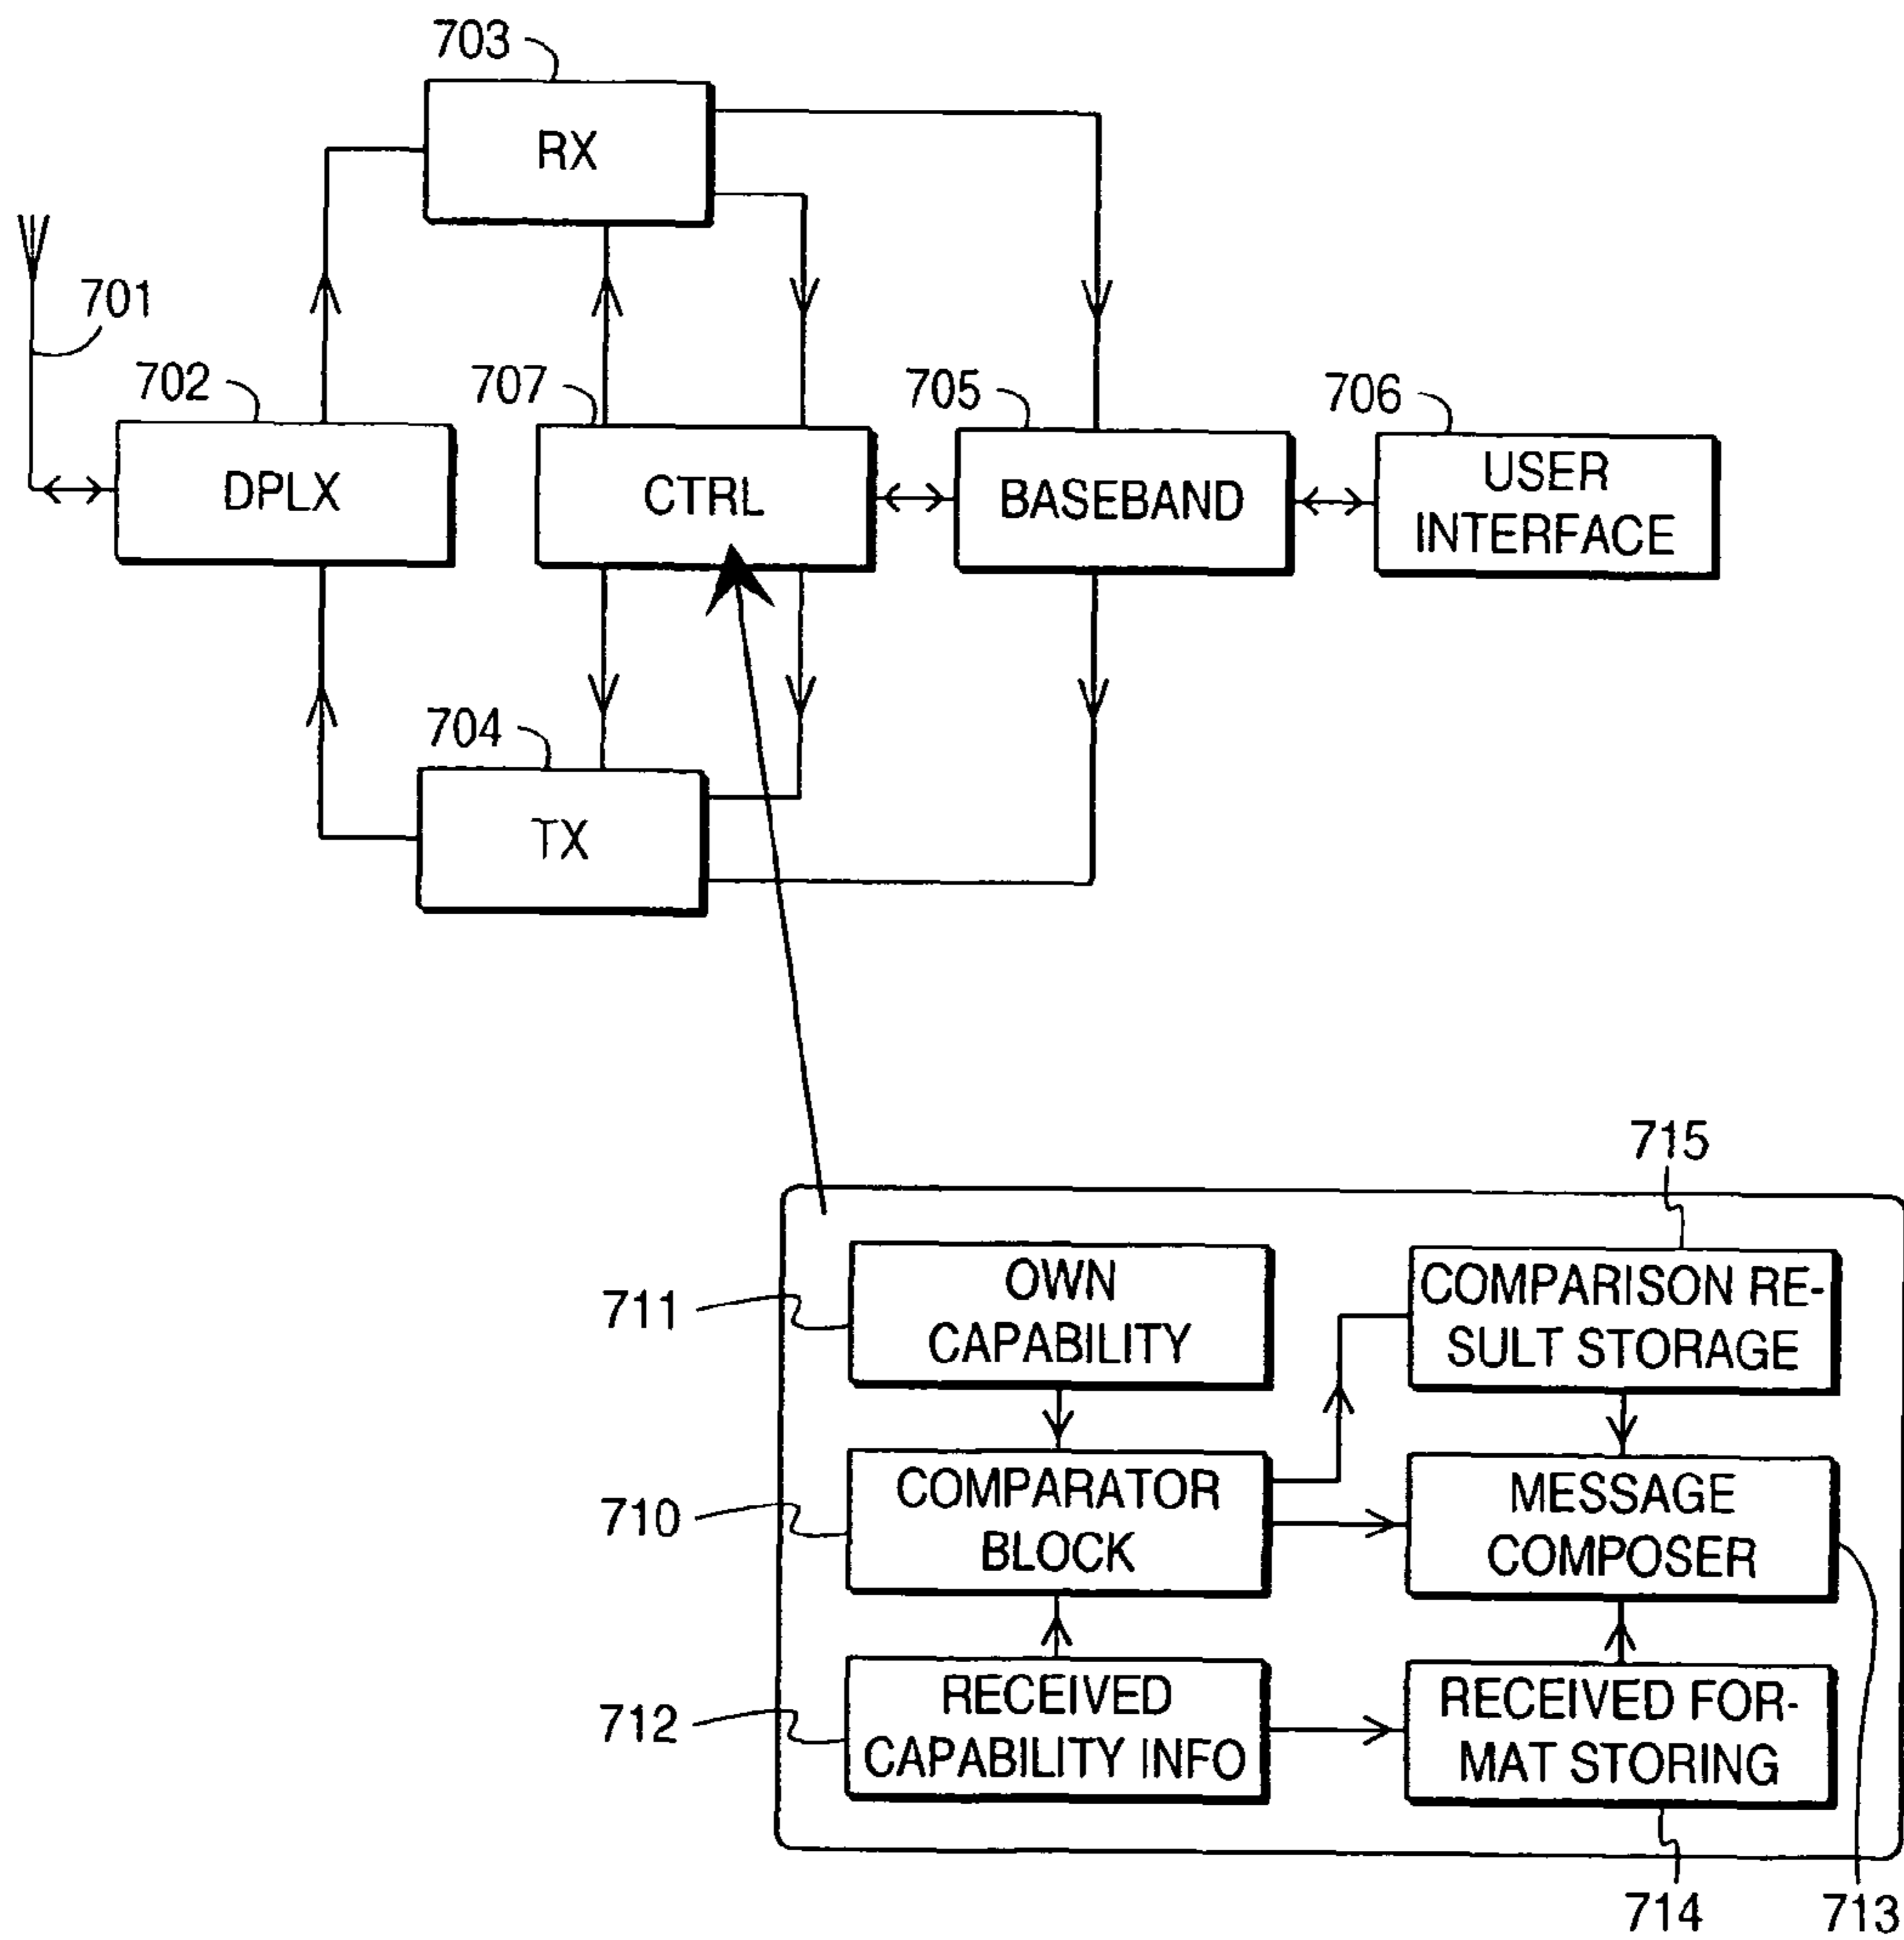 703
RX
701
702
707
705
706
DPLX
CTRL
BASEBAND
USER
INTERFACE
704
TX
715
711
OWN
CAPABILITY
COMPARISON RE-
SULT STORAGE
710
COMPARATOR
BLOCK
MESSAGE
COMPOSER
712
RECEIVED
CAPABILITY INFO
RECEIVED FOR-
MAT STORING
714
713